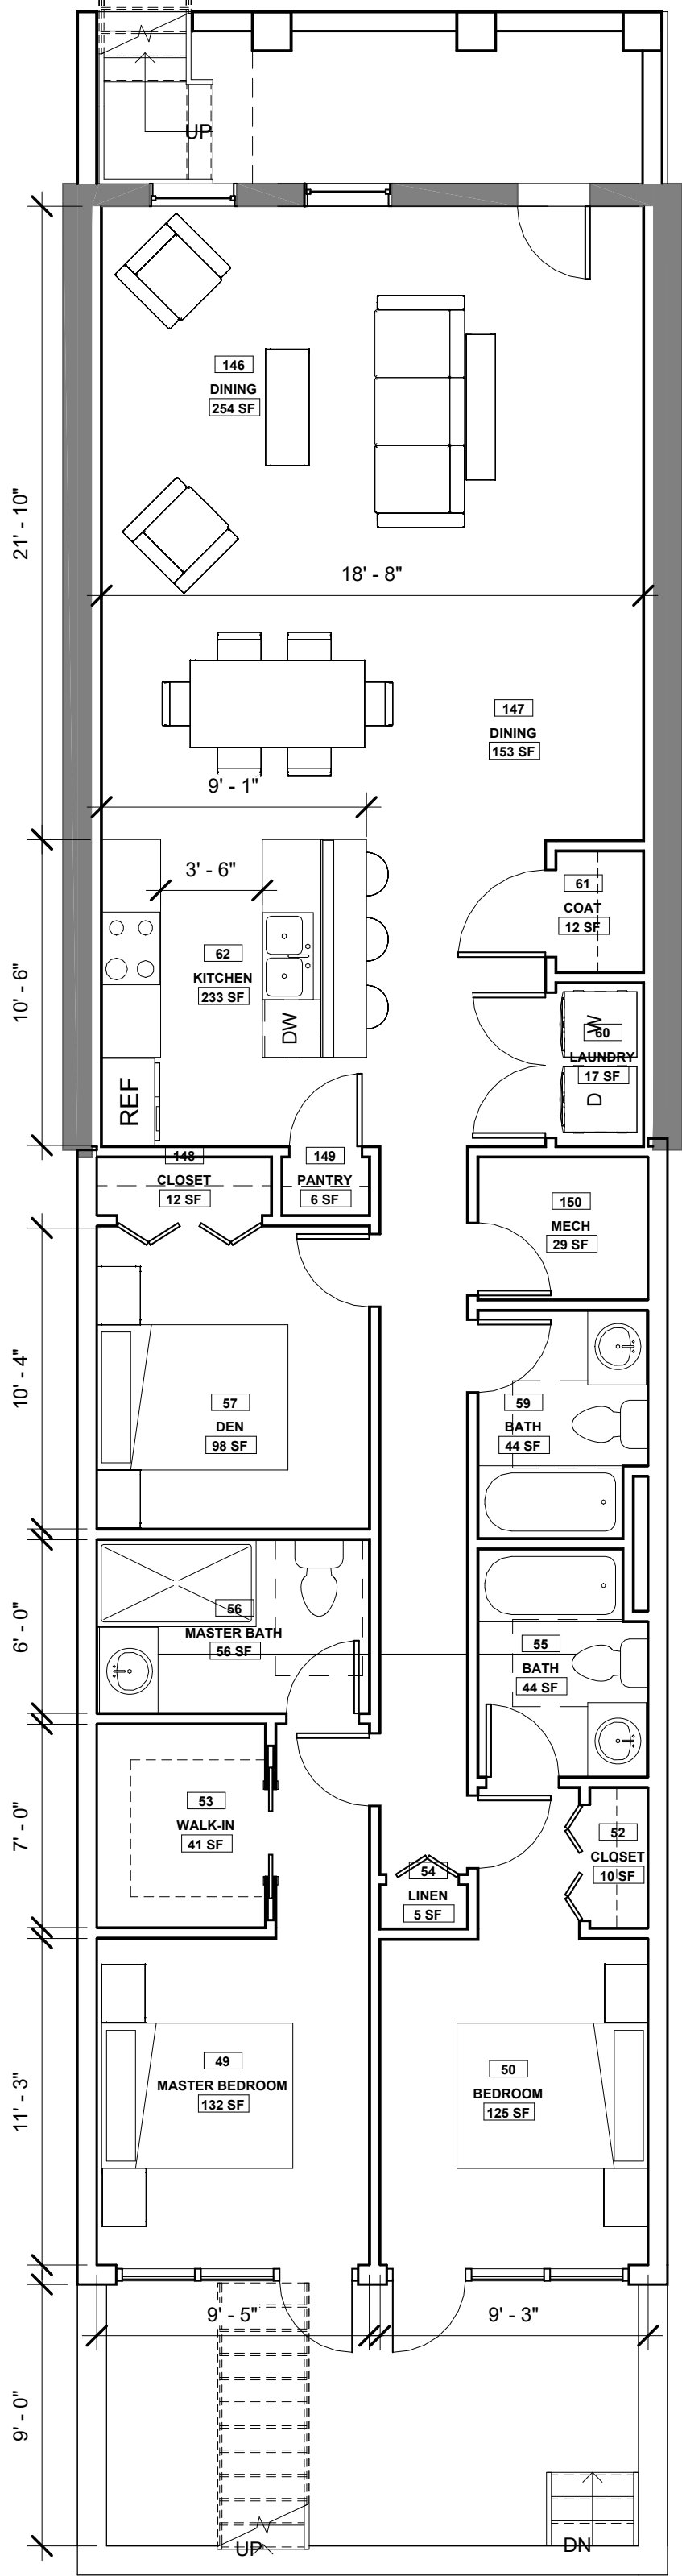 UP
146
DINING
254 SF
21' - 10"
18' - 8"
147
DINING
153 SF
9' - 1"
3' - 6"
61
COAT
12 SF
62
KITCHEN
233 SF
10' - 6"
DW
W
60
LAUNDRY
17 SF
D
REF
148
CLOSET
12 SF
149
PANTRY
6 SF
150
MECH
29 SF
10' - 4"
57
DEN
98 SF
59
BATH
44 SF
6' - 0"
56
MASTER BATH
56 SF
55
BATH
44 SF
7' - 0"
53
WALK-IN
41 SF
52
CLOSET
10 SF
54
LINEN
5 SF
11' - 3"
49
MASTER BEDROOM
132 SF
50
BEDROOM
125 SF
9' - 5"
9' - 3"
9' - 0"
UP
DN